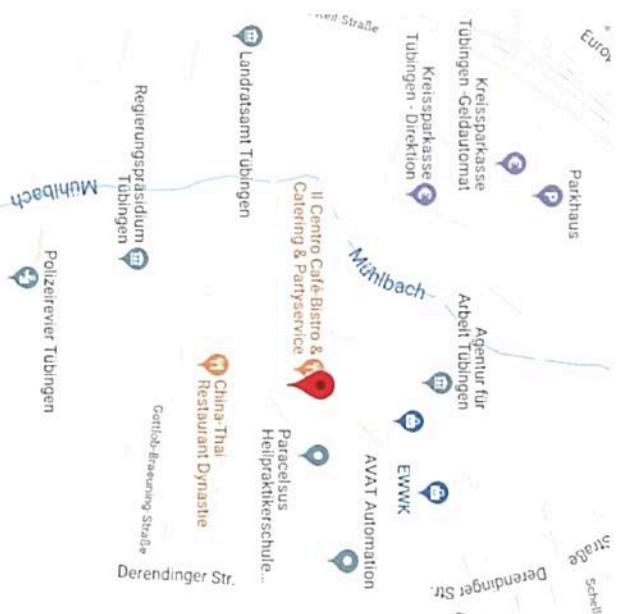 Parkhaus
Straße
Kreissparkasse
Tübingen -Geldautomat
Derendinger Str.
Agentur für
Arbeit Tübingen
Kreissparkasse
Tübingen - Direktion
EWWK
Mühlbach
AVAT Automation
Il Centro Café-Bistro &
Catering & Partyservice
Paracelsus
Heilpraktikerschule...
Landratsamt Tübingen
China-Thai
Restaurant Dynastie
Gottlob-Braeuning-Straße
Derendinger Str.
Regierungspräsidium
Tübingen
Mühlbach
Polizeirevier Tübingen